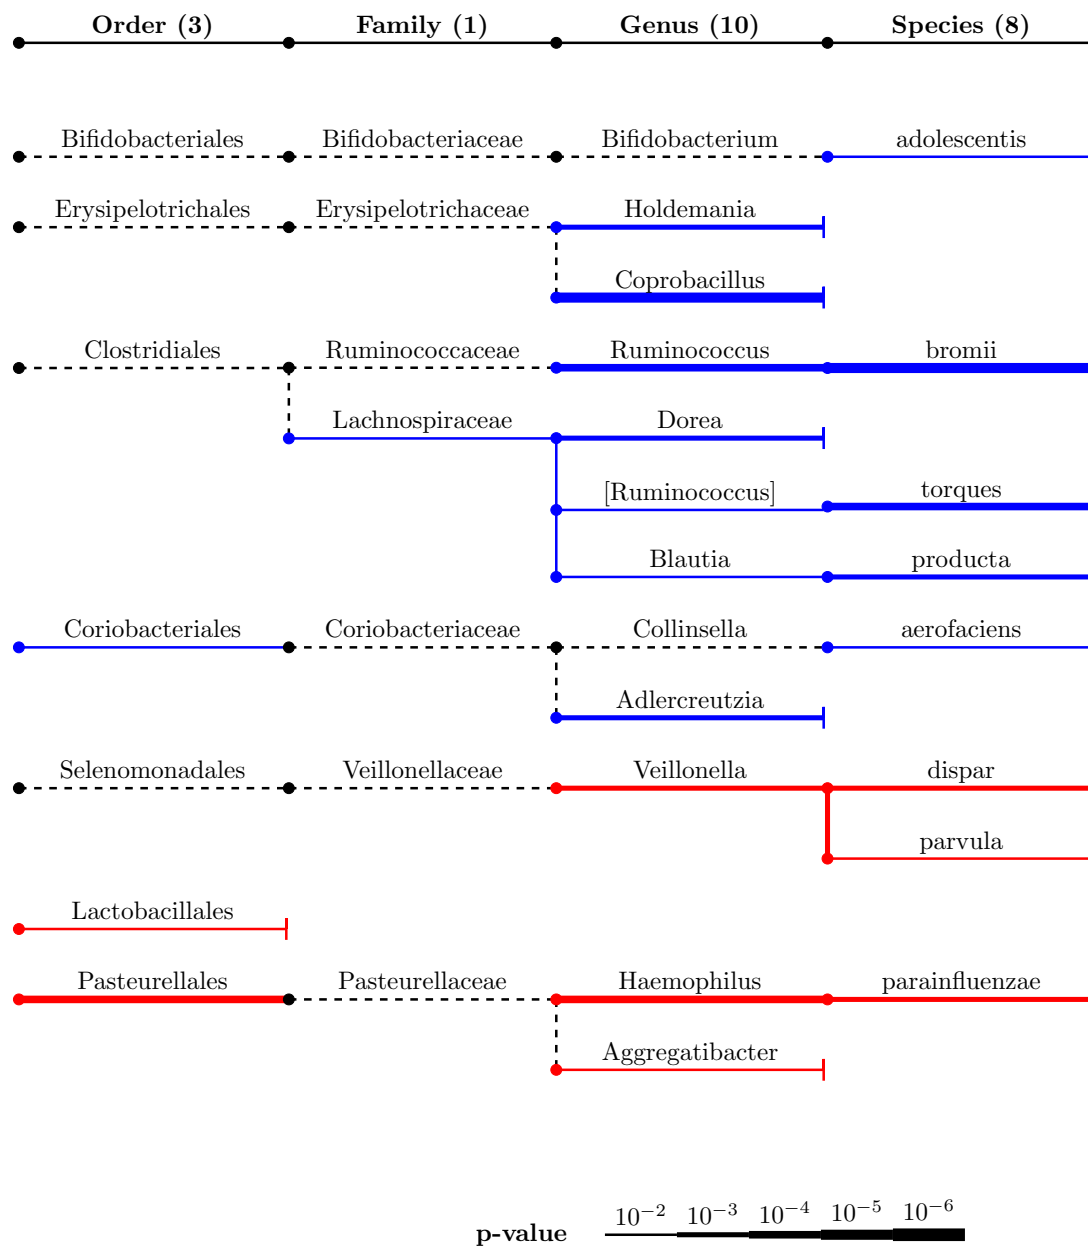 Order (3) Family (1) Genus (10) Species (8)
Bifidobacteriales Bifidobacteriaceae Bifidobacterium adolescentis
Erysipelotrichales Erysipelotrichaceae Holdemania
Coprobacillus
Clostridiales Ruminococcaceae Ruminococcus bromii
Lachnospiraceae Dorea
[Ruminococcus] torques
Blautia producta
Coriobacteriales Coriobacteriaceae Collinsella aerofaciens
Adlercreutzia
Selenomonadales Veillonellaceae Veillonella dispar
parvula
Lactobacillales
Pasteurellales Pasteurellaceae Haemophilus parainfluenzae
Aggregatibacter
p-value 10⁻² 10⁻³ 10⁻⁴ 10⁻⁵ 10⁻⁶